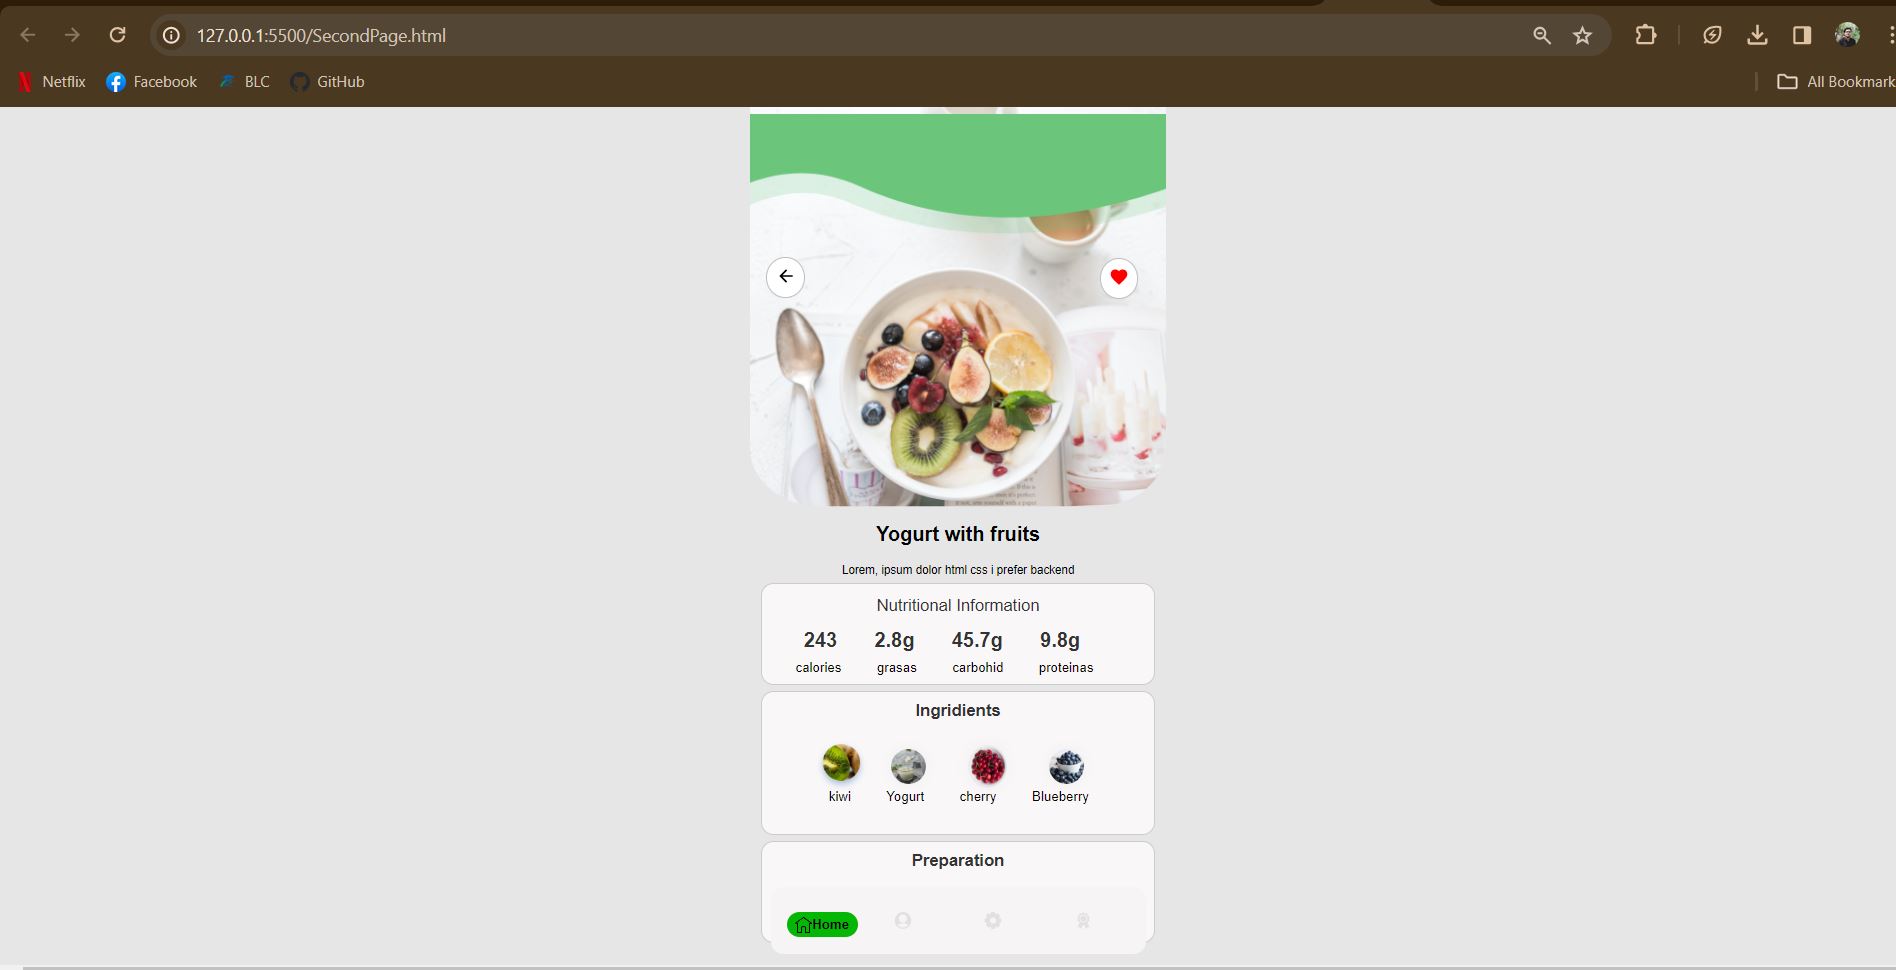 127.0.0.1:5500/SecondPage.html
Netflix Facebook BLC GitHub All Bookmark
Yogurt with fruits
Lorem, ipsum dolor html css i prefer backend
Nutritional Information
243 2.8g 45.7g 9.8g
calories grasas carbohid proteinas
Ingridients
kiwi Yogurt cherry Blueberry
Preparation
Home